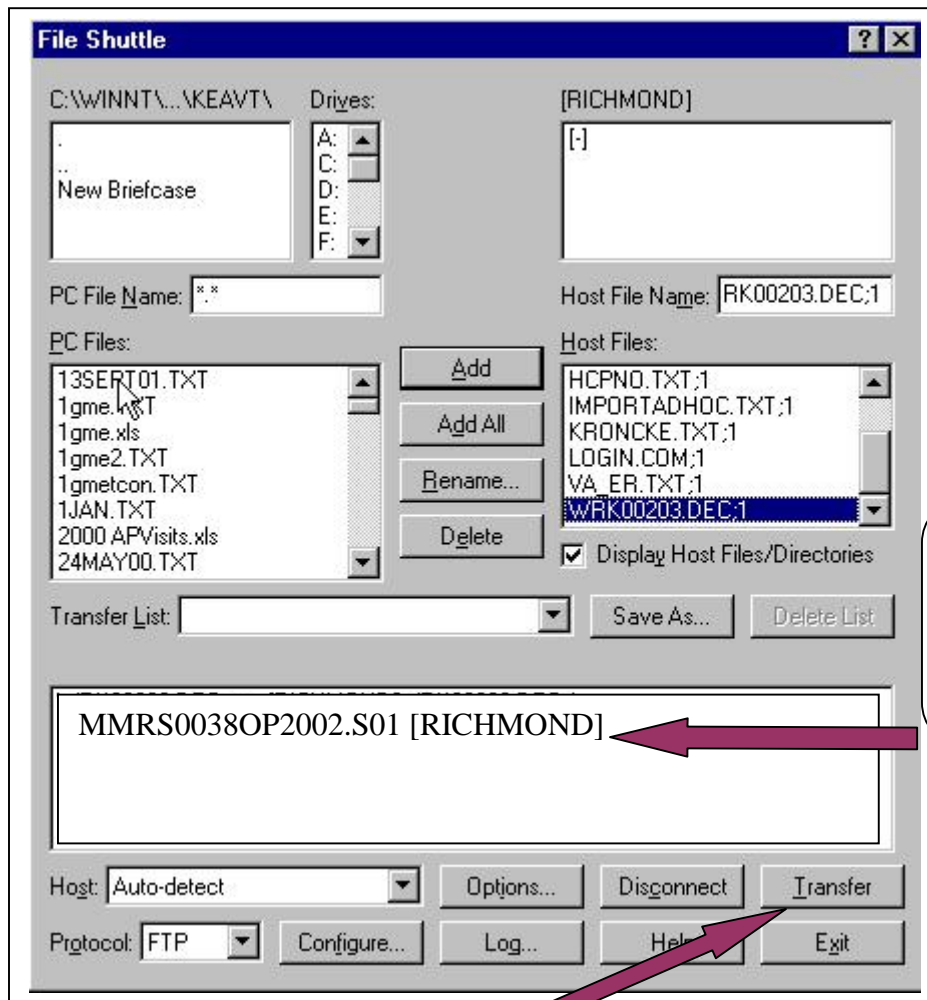 File Shuttle
C:\WINNT\...\KEAVT\ Drives: [RICHMOND]
. A: [-]
.. C:
New Briefcase D:
E:
F:
PC File Name: *.* Host File Name: RK00203.DEC;1
PC Files: Host Files:
13SERT01.TXT Add HCPNO.TXT;1
1gme.TXT IMPORTADHOC.TXT;1
1gme.xls Add All KRONCKE.TXT;1
1gme2.TXT LOGIN.COM;1
1gmetcon.TXT Rename... VA_ER.TXT;1
1JAN.TXT WRK00203.DEC;1
2000 APVisits.xls Delete
24MAY00.TXT Display Host Files/Directories
Transfer List: Save As... Delete List
MMRS0038OP2002.S01 [RICHMOND]
Host: Auto-detect Options... Disconnect Transfer
Protocol: FTP Configure... Log... Help Exit